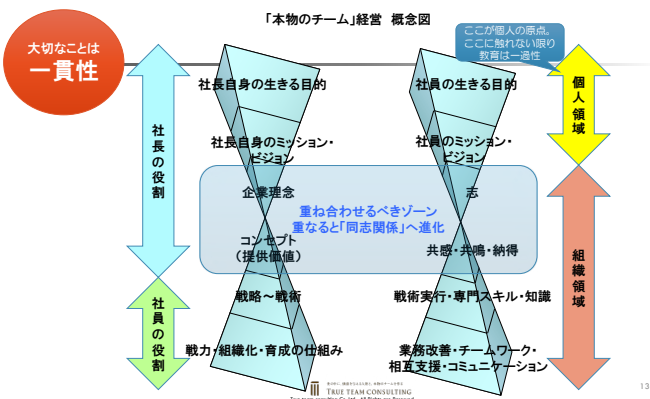 「本物のチーム」経営 概念図
大切なことは
一貫性
ここが個人の原点。
ここに触れない限り
教育は一過性
社長の役割
社員の役割
社長自身の生きる目的
社長自身のミッション・
ビジョン
企業理念
コンセプト
（提供価値）
戦略～戦術
戦力・組織化・育成の仕組み
重ね合わせるべきゾーン
重なると「同志関係」へ進化
社員の生きる目的
社員のミッション・
ビジョン
志
共感・共鳴・納得
戦術実行・専門スキル・知識
業務改善・チームワーク・
相互支援・コミュニケーション
個人領域
組織領域
TRUE TEAM CONSULTING
13